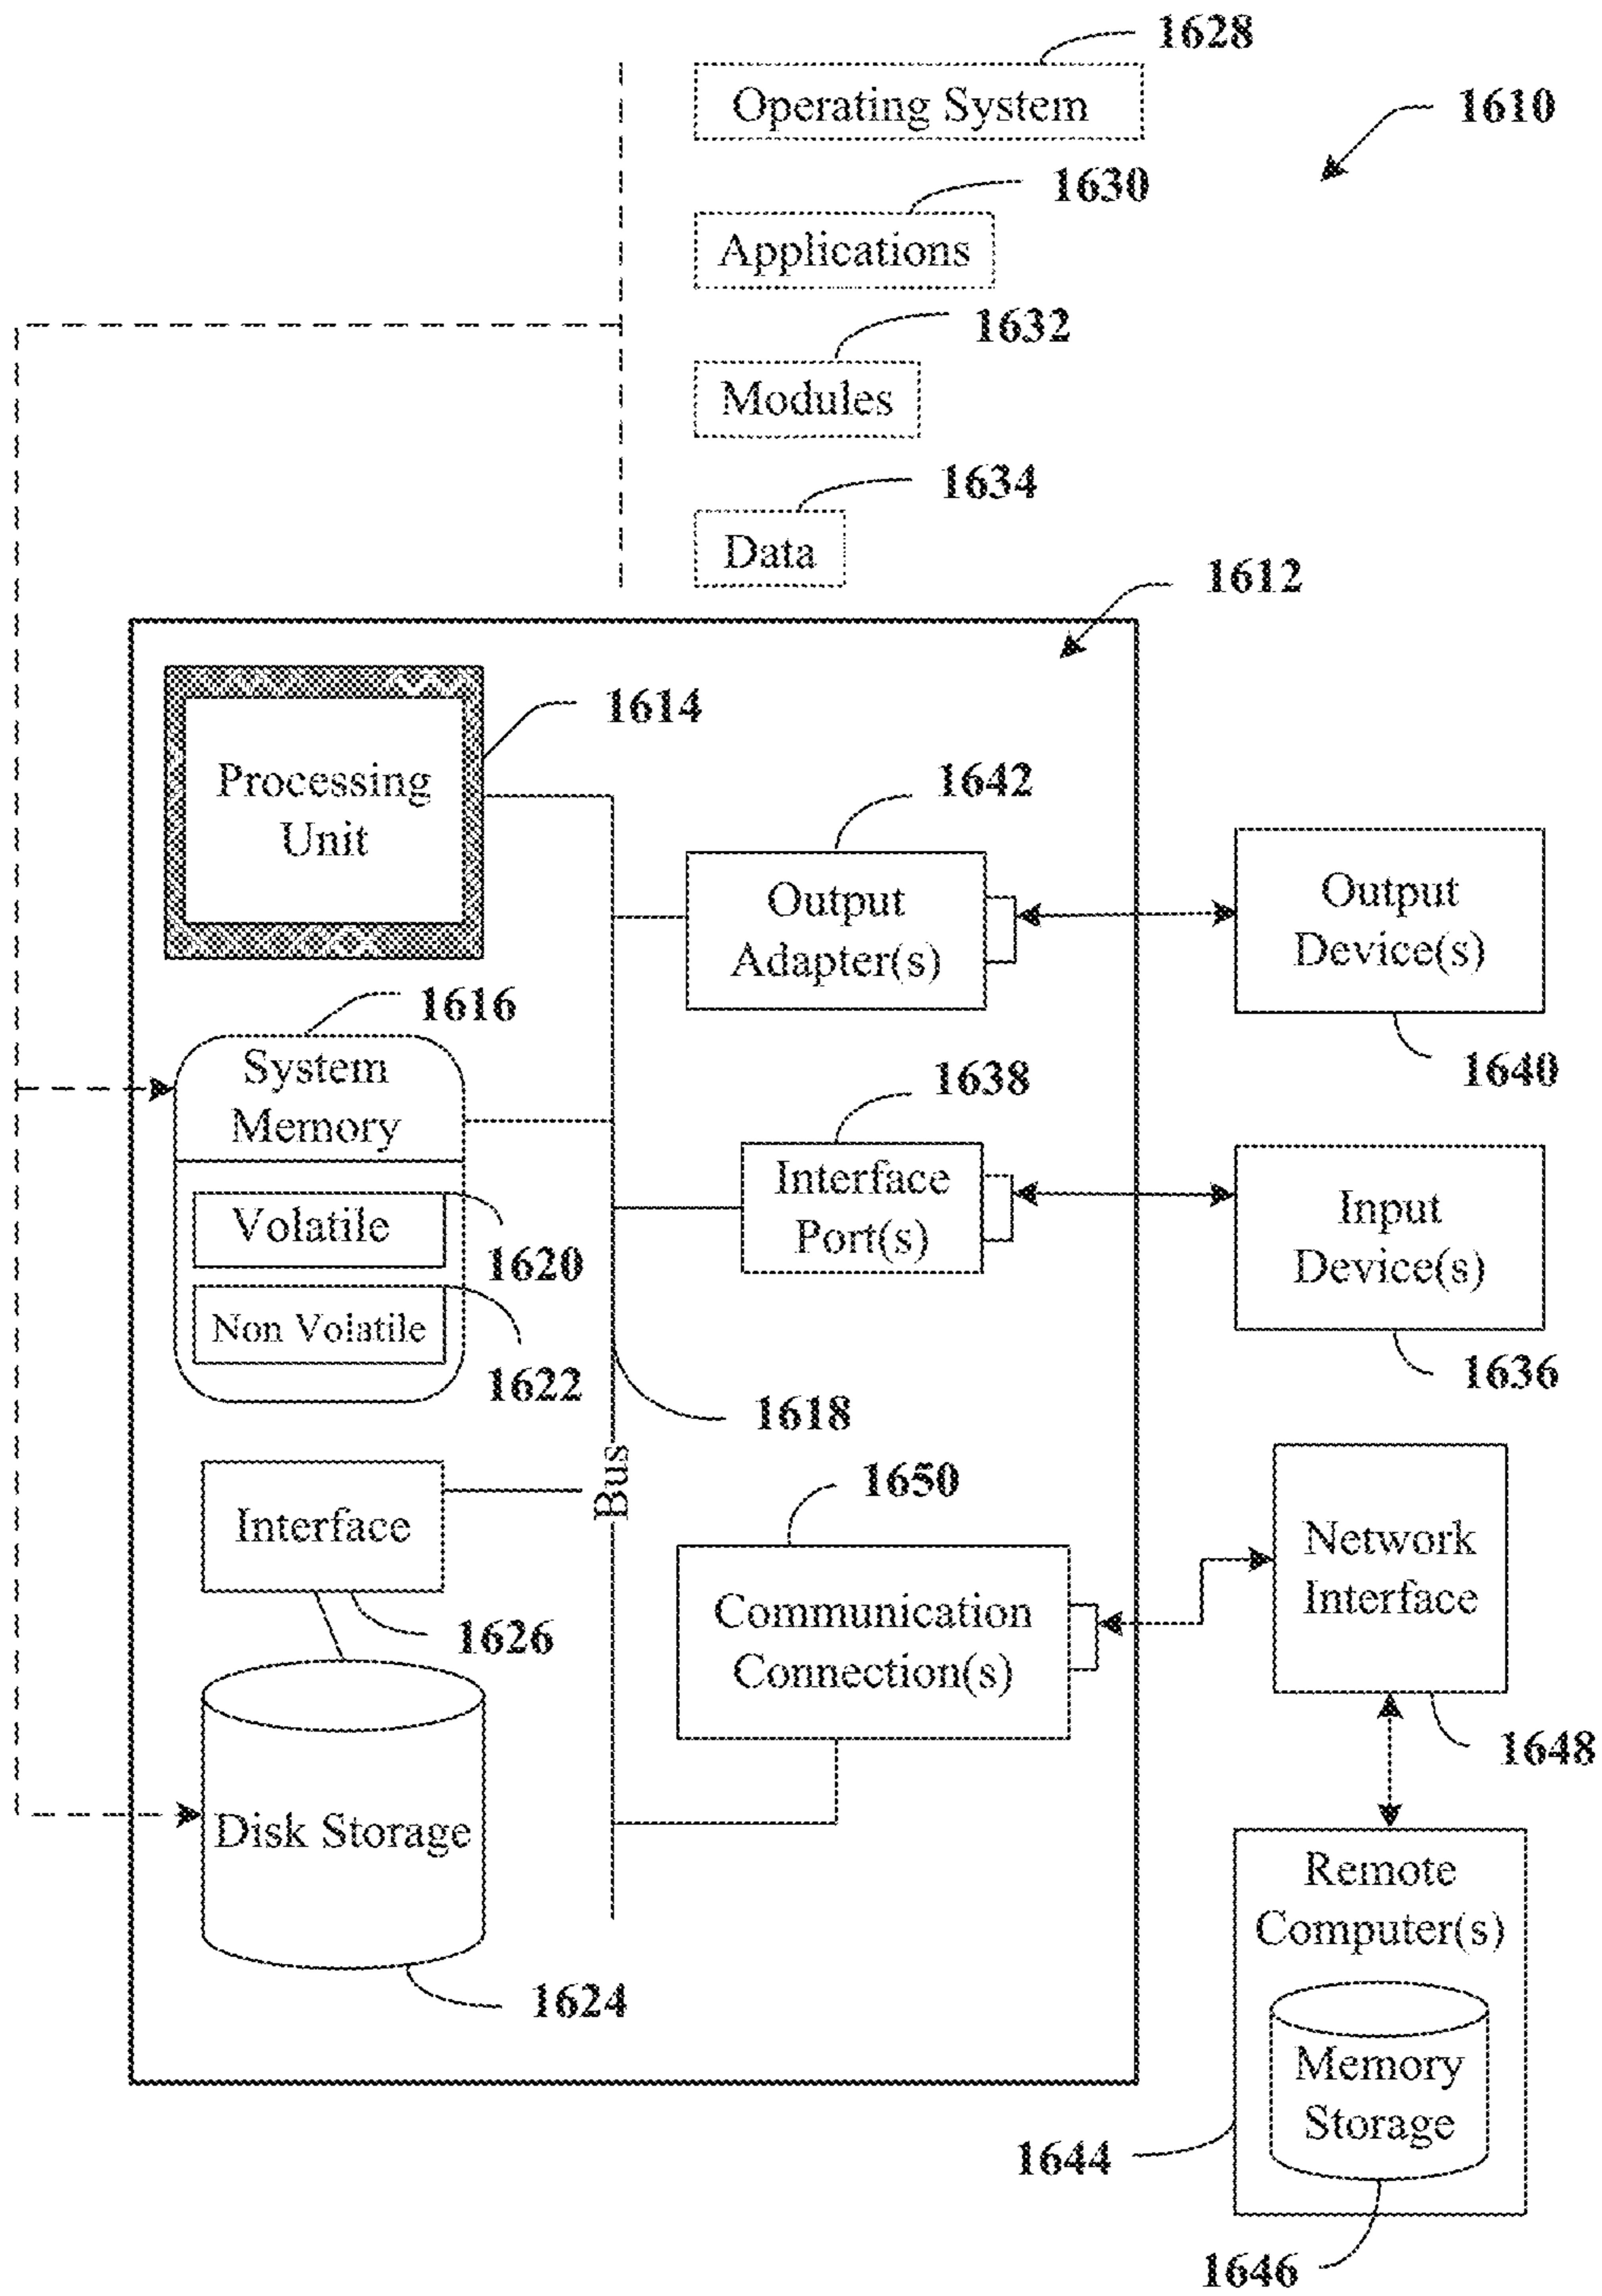 1628
Operating System
1610
1630
Applications
1632
Modules
1634
Data
1612
1614
Processing
Unit
1642
Output
Adapter(s)
Output
Device(s)
1640
1616
System
Memory
1638
Interface
Port(s)
Input
Device(s)
1636
Volatile
1620
Non Volatile
1622
1618
Bus
1650
Interface
1626
Communication
Connection(s)
Network
Interface
1648
Disk Storage
1624
Remote
Computer(s)
Memory
Storage
1644
1646